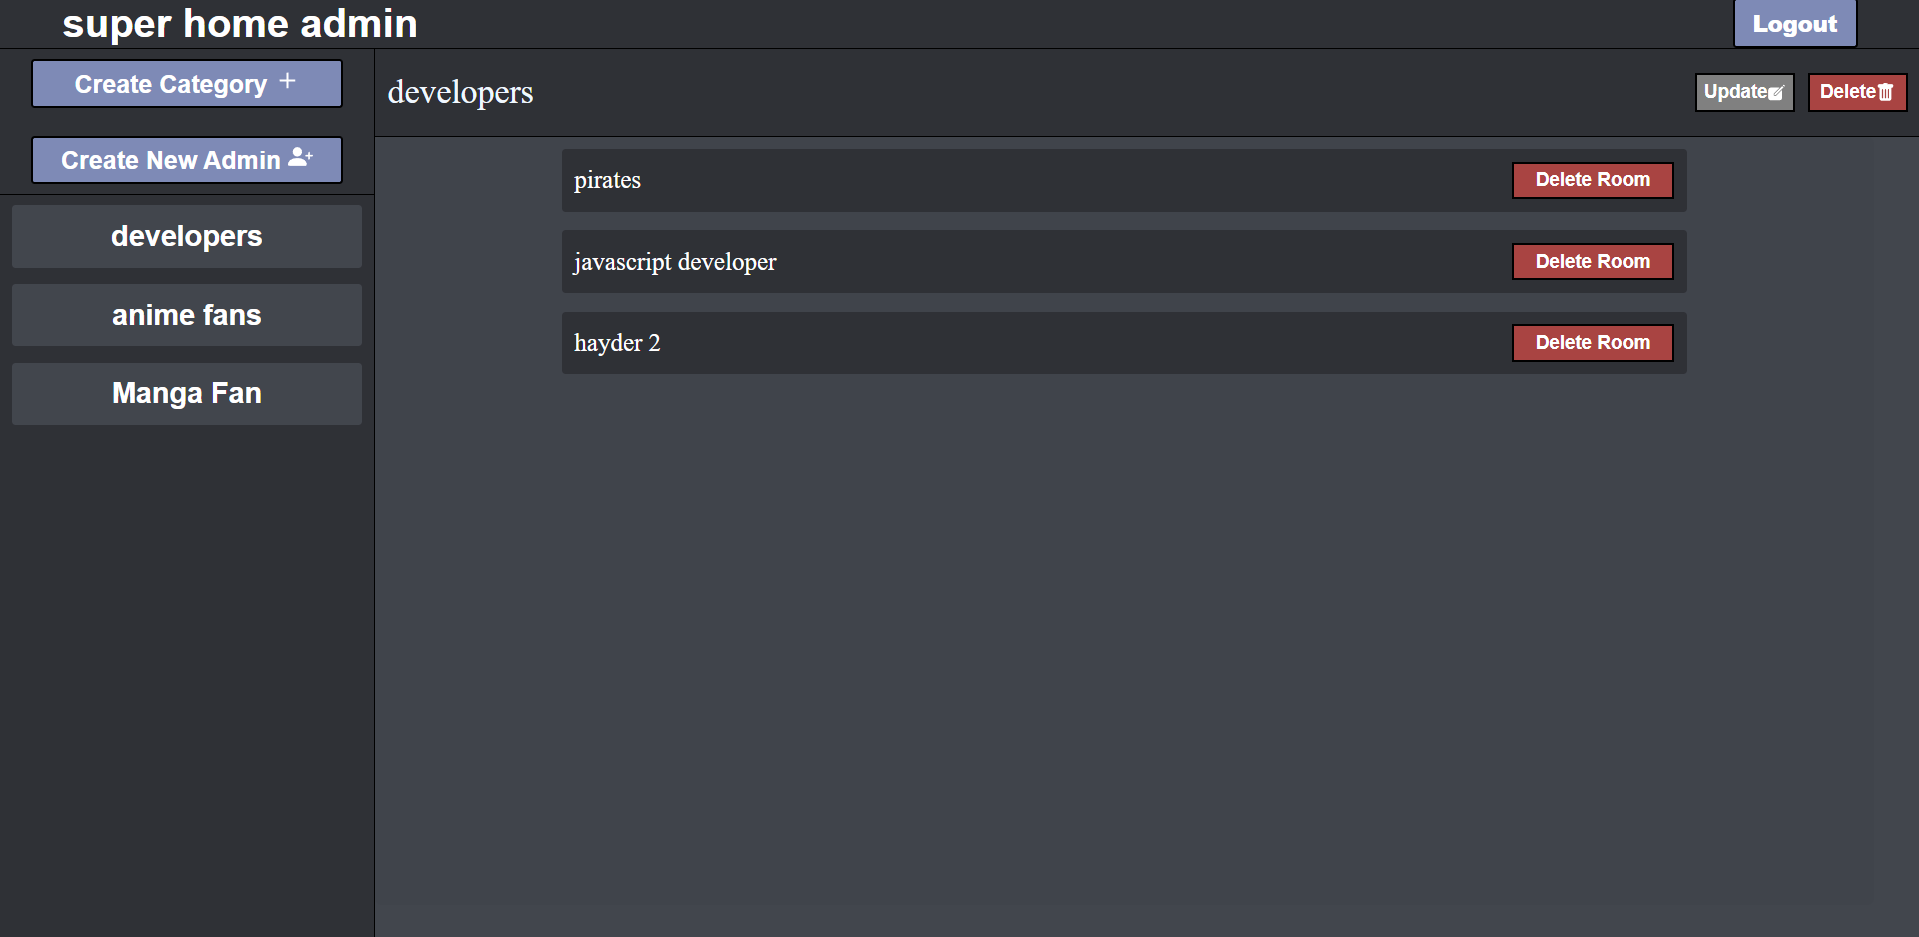 super home admin
Logout
Create Category
Create New Admin
developers
anime fans
Manga Fan
developers
Update
Delete
pirates
Delete Room
javascript developer
Delete Room
hayder 2
Delete Room